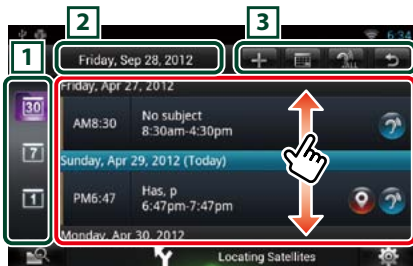 2
3
6:34
1
Friday, Sep 28, 2012
ALL
Friday, Apr 27, 2012
30
AM8:30
No subject
8:30am-4:30pm
7
Sunday, Apr 29, 2012 (Today)
1
PM6:47
Has, p
6:47pm-7:47pm
Monday, Apr 30, 2012
Locating Satellites